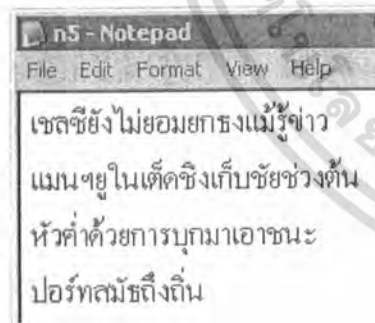 n5 - Notepad
File Edit Format View Help
เชลซียังไม่ยอมยกธงแม้รู้ข่าว
แมนฯยูในเต็ดชิงเก็บชัยช่วงต้น
หัวค่ำด้วยการบุกมาเอาชนะ
ปอร์ทสมัธถึงถิ่น